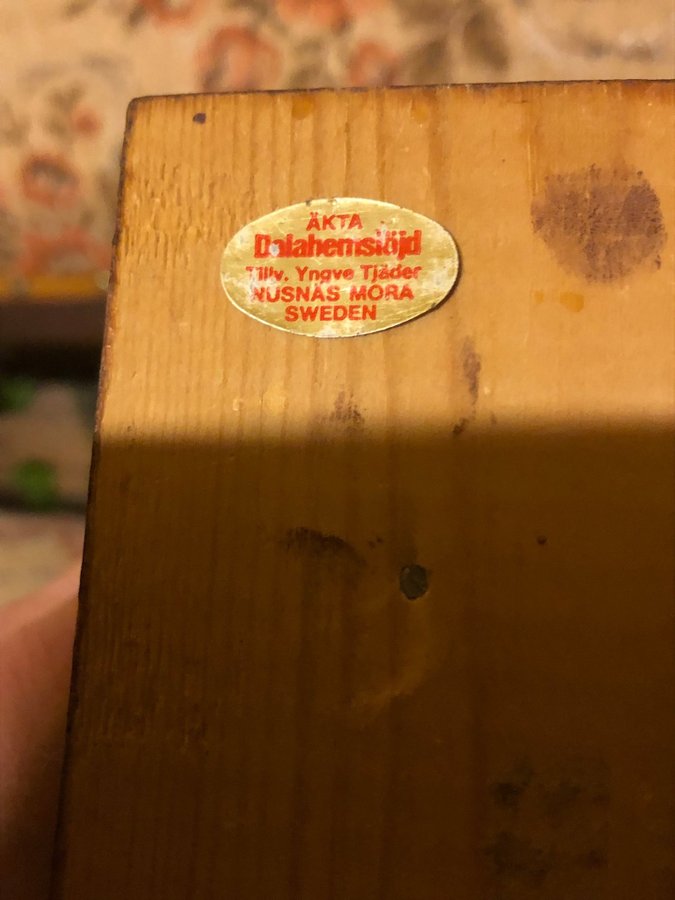 ÄKTA
Dalahemslöjd
Tillv. Yngve Tjäder
NUSNÄS MORA
SWEDEN